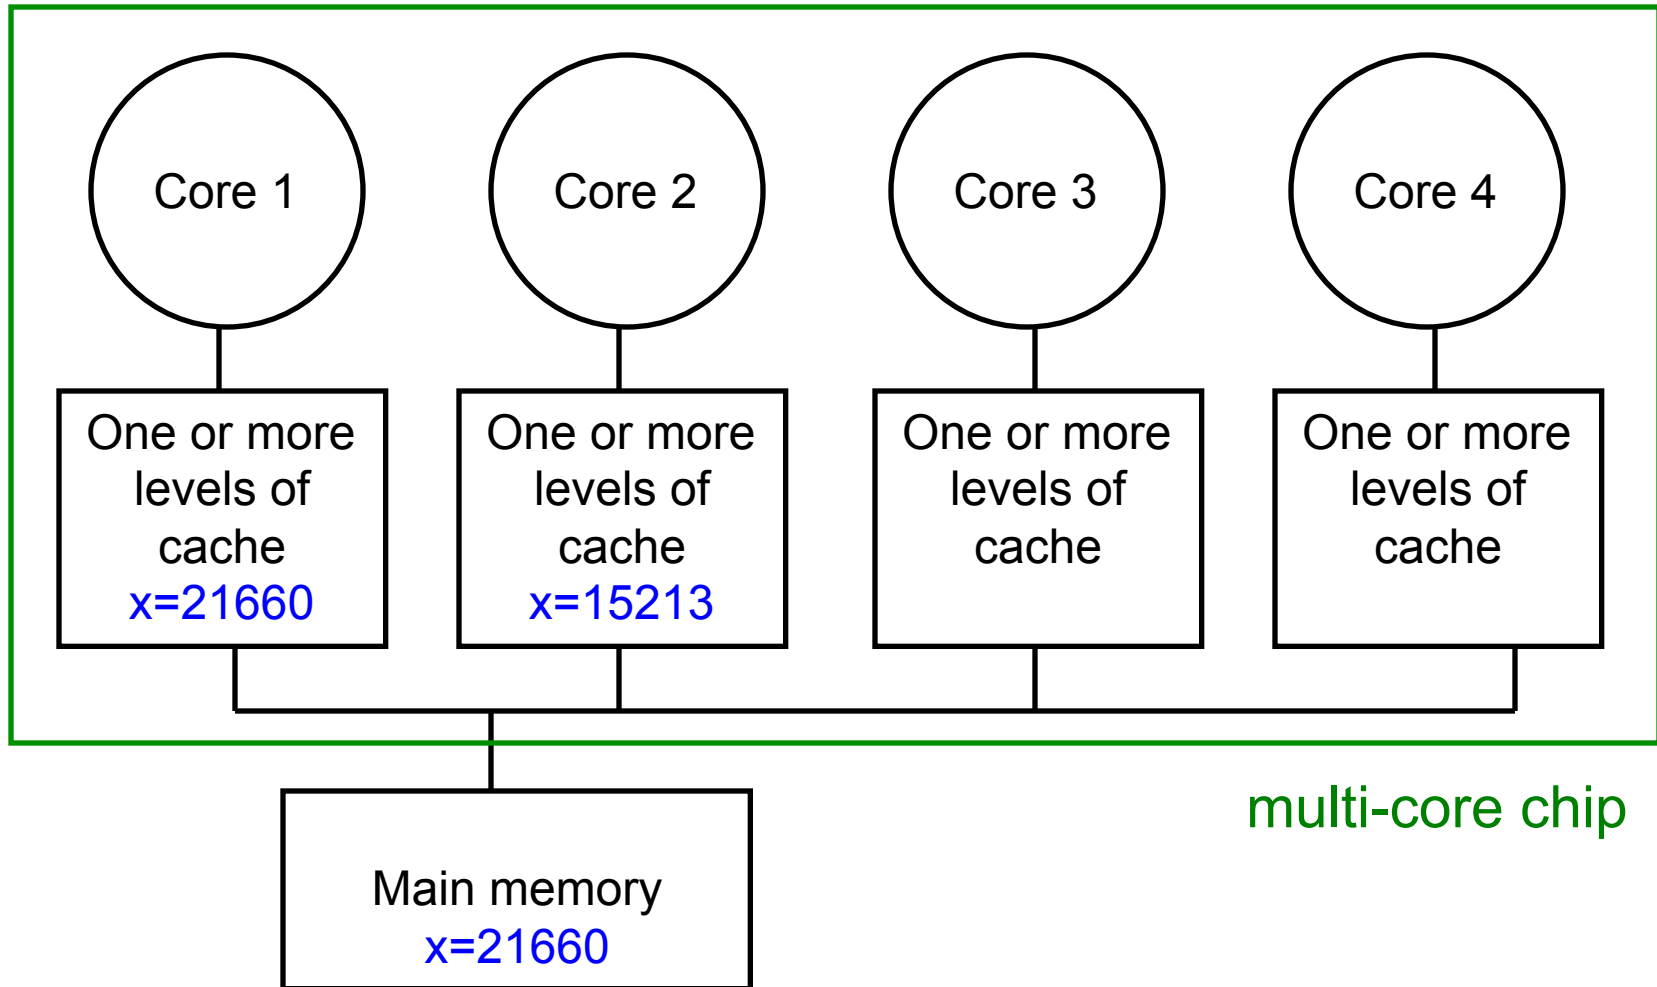 Core 1
Core 2
Core 3
Core 4
One or more
levels of
cache
x=21660
One or more
levels of
cache
x=15213
One or more
levels of
cache
One or more
levels of
cache
multi-core chip
Main memory
x=21660